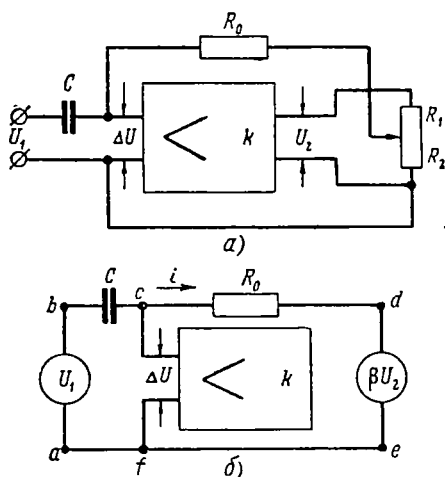 R₀
C
U₁
ΔU
k
U₂
R₁
R₂
а)
b
C
c
i
R₀
d
U₁
ΔU
k
βU₂
a
f
б)
e